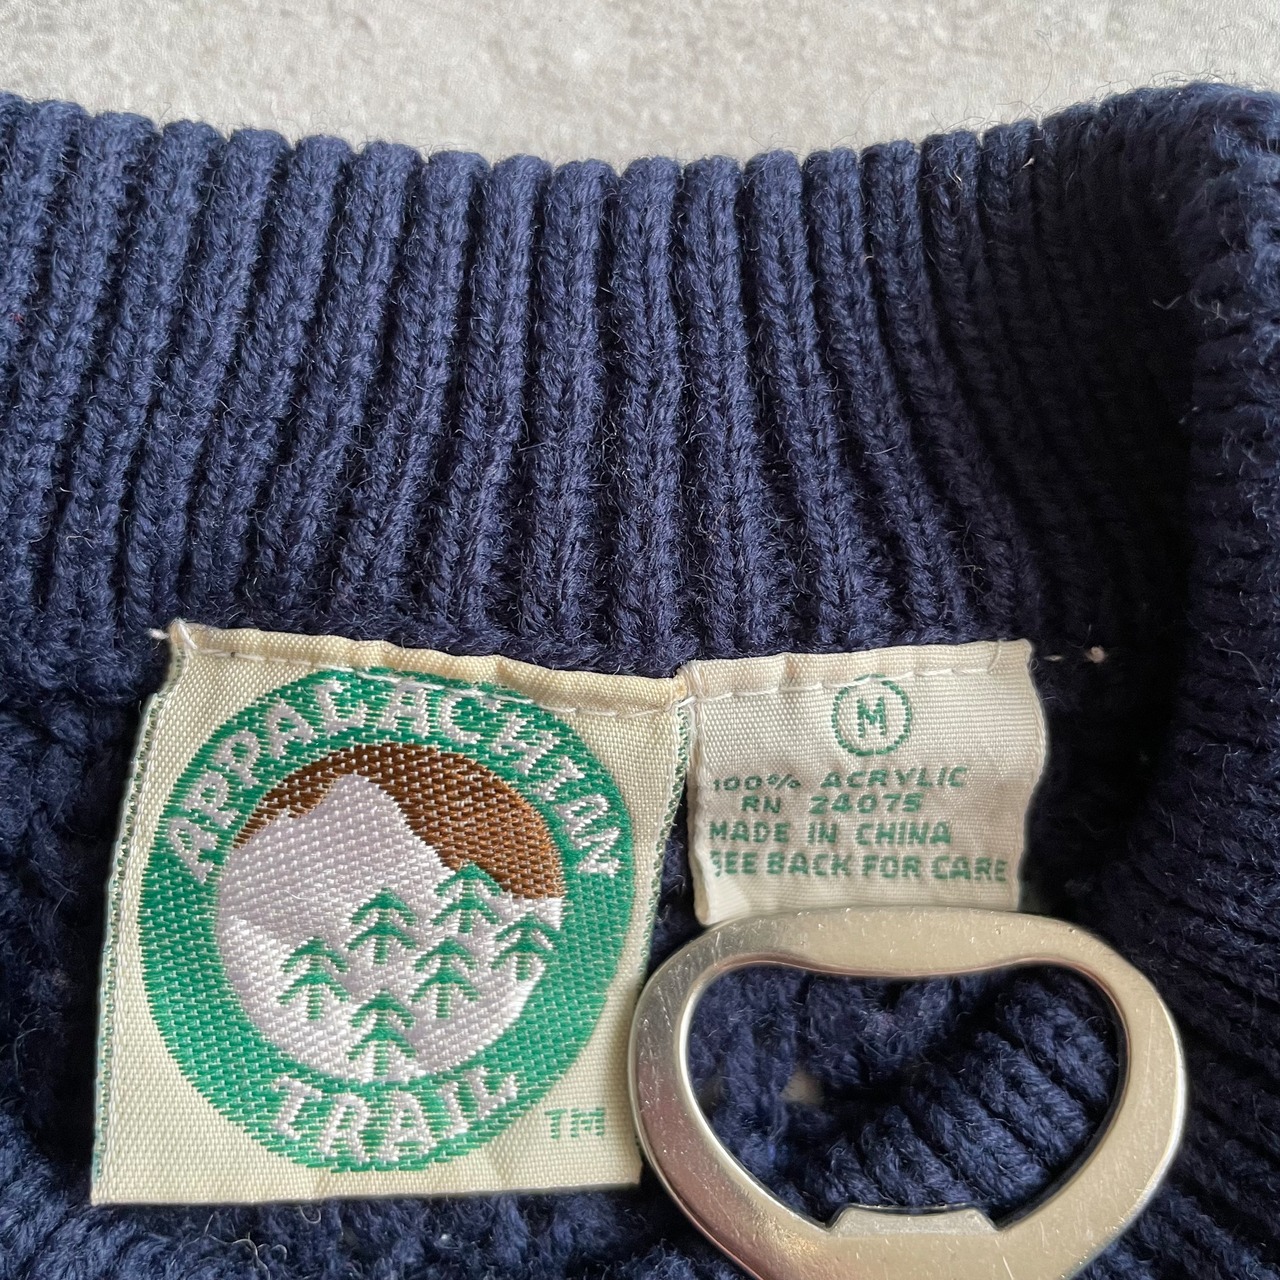 APPALACHIAN
TRAIL
TM
M
100% ACRYLIC
RN 24075
MADE IN CHINA
SEE BACK FOR CARE